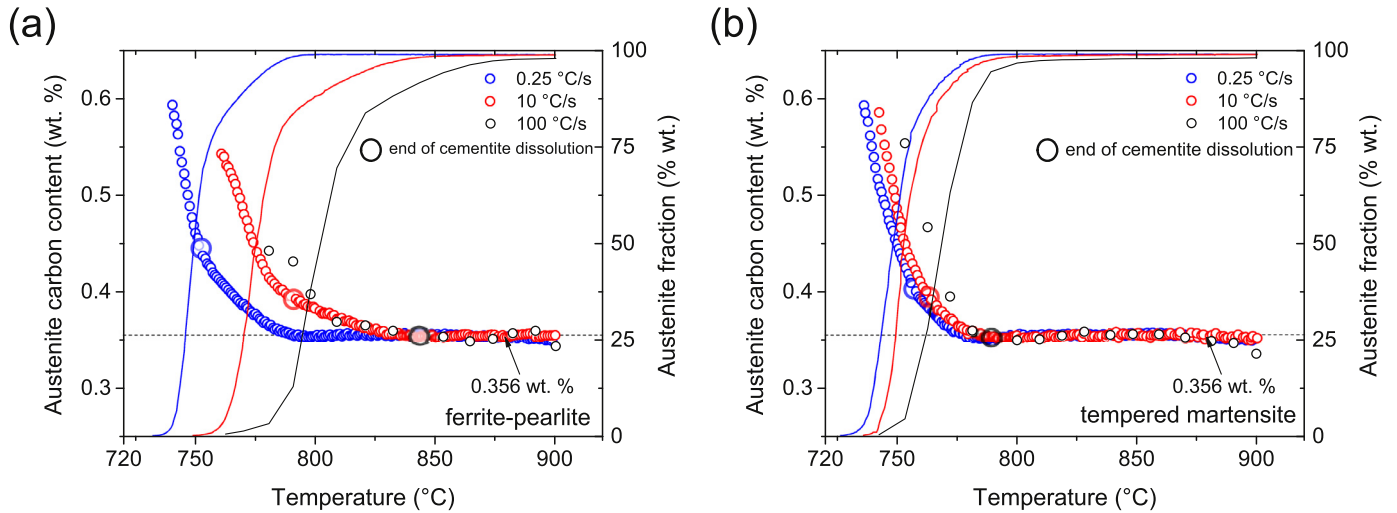 (a)
Austenite carbon content (wt. %)
0.6
0.5
0.4
0.3
100
75
50
25
0
Austenite fraction (% wt.)
0.25 °C/s
10 °C/s
100 °C/s
end of cementite dissolution
0.356 wt. %
ferrite-pearlite
720
750
800
850
900
Temperature (°C)
(b)
Austenite carbon content (wt. %)
0.6
0.5
0.4
0.3
100
75
50
25
0
Austenite fraction (% wt.)
0.25 °C/s
10 °C/s
100 °C/s
end of cementite dissolution
0.356 wt. %
tempered martensite
720
750
800
850
900
Temperature (°C)